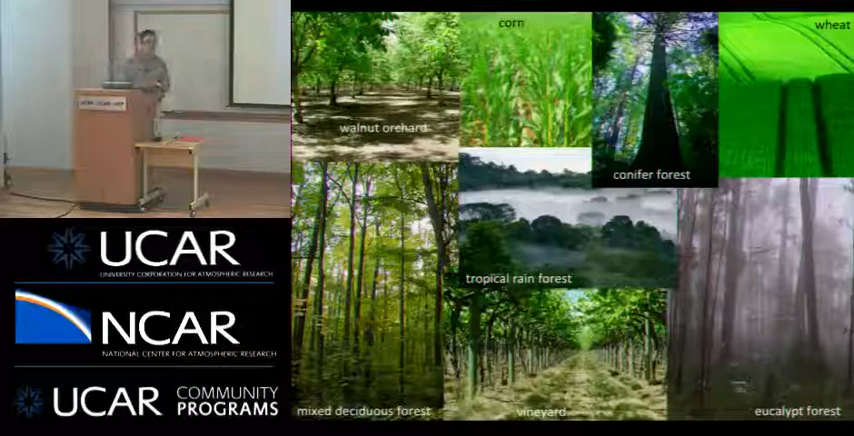 UCAR
UNIVERSITY CORPORATION FOR ATMOSPHERIC RESEARCH
NCAR
NATIONAL CENTER FOR ATMOSPHERIC RESEARCH
UCAR COMMUNITY
PROGRAMS
corn
wheat
walnut orchard
conifer forest
tropical rain forest
mixed deciduous forest
vineyard
eucalypt forest